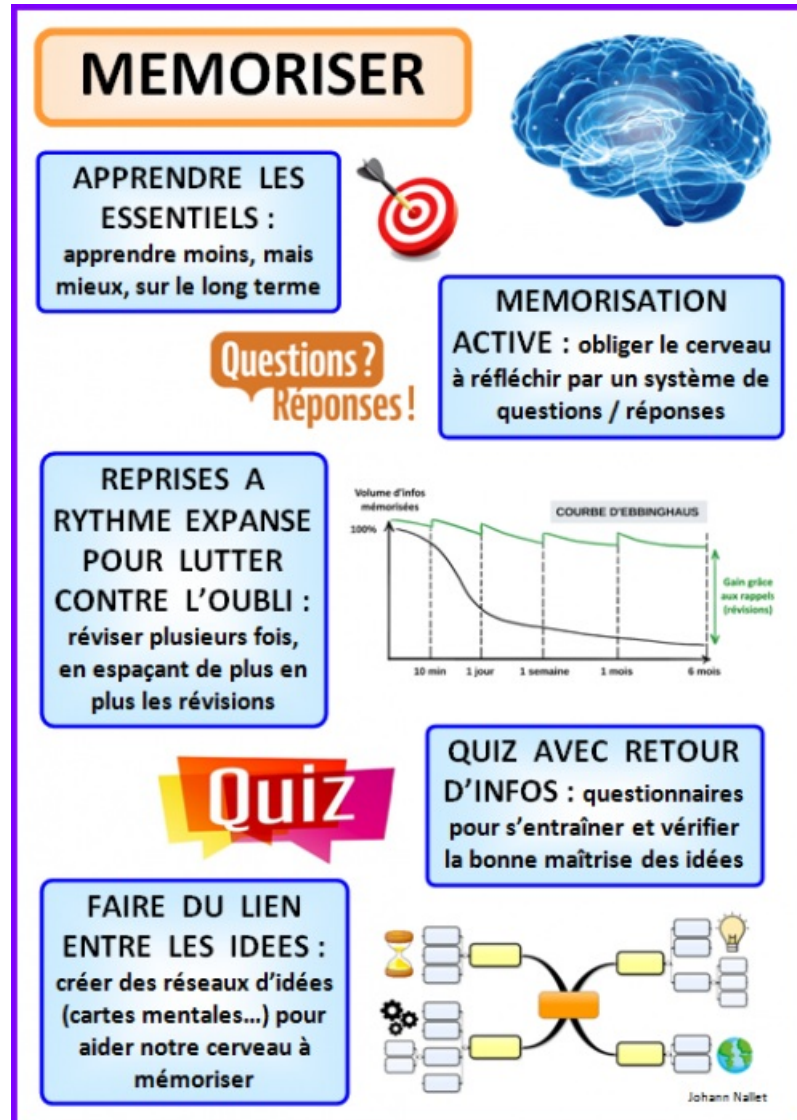 MEMORISER
APPRENDRE LES
ESSENTIELS :
apprendre moins, mais
mieux, sur le long terme
MEMORISATION
ACTIVE : obliger le cerveau
à réfléchir par un système de
questions / réponses
Questions ?
Réponses !
REPRISES A
RYTHME EXPANSE
POUR LUTTER
CONTRE L'OUBLI :
réviser plusieurs fois,
en espaçant de plus en
plus les révisions
Volume d'infos
mémorisées
100%
COURBE D'EBBINGHAUS
Gain grâce
aux rappels
(révisions)
10 min 1 jour 1 semaine 1 mois 6 mois
Quiz
QUIZ AVEC RETOUR
D'INFOS : questionnaires
pour s'entraîner et vérifier
la bonne maîtrise des idées
FAIRE DU LIEN
ENTRE LES IDEES :
créer des réseaux d'idées
(cartes mentales...) pour
aider notre cerveau à
mémoriser
Johann Nallet